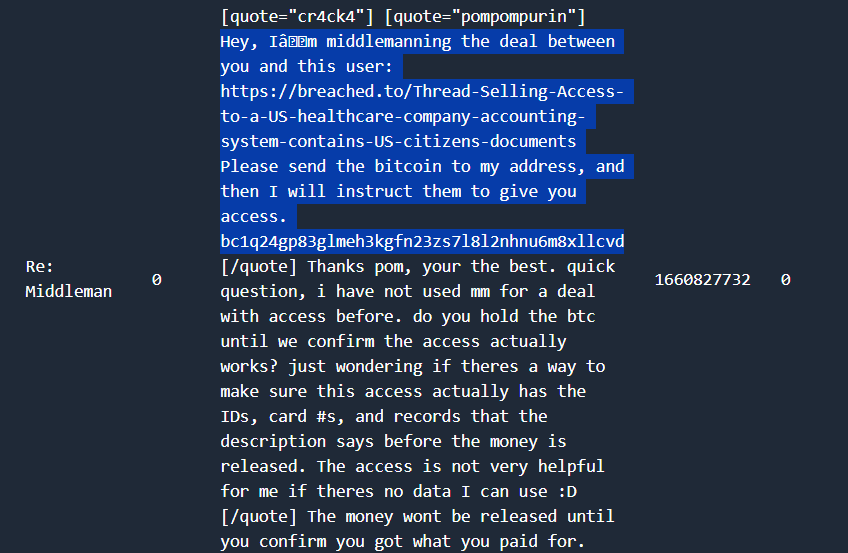 [quote="cr4ck4"] [quote="pompompurin"]
Hey, Iâm middlemanning the deal between
you and this user:
https://breached.to/Thread-Selling-Access-
to-a-US-healthcare-company-accounting-
system-contains-US-citizens-documents
Please send the bitcoin to my address, and
then I will instruct them to give you
access.
bc1q24gp83glmeh3kgfn23zs7l8l2nhnu6m8xllcvd
[/quote] Thanks pom, your the best. quick
question, i have not used mm for a deal
with access before. do you hold the btc
until we confirm the access actually
works? just wondering if theres a way to
make sure this access actually has the
IDs, card #s, and records that the
description says before the money is
released. The access is not very helpful
for me if theres no data I can use :D
[/quote] The money wont be released until
you confirm you got what you paid for.
Re:
Middleman
0
1660827732
0